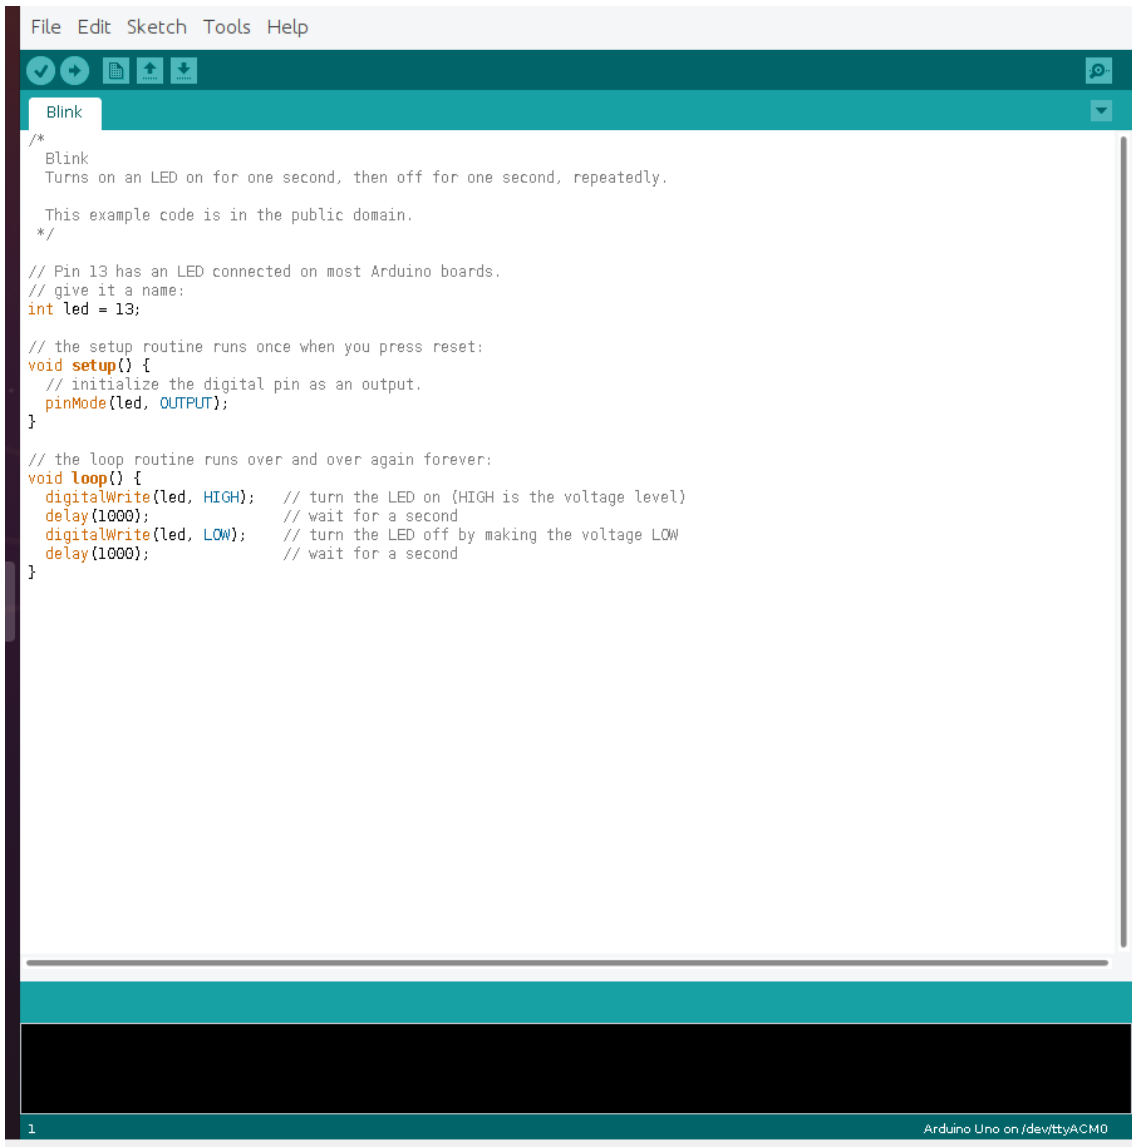 File Edit Sketch Tools Help
Blink
/*
  Blink
  Turns on an LED on for one second, then off for one second, repeatedly.
  This example code is in the public domain.
 */
// Pin 13 has an LED connected on most Arduino boards.
// give it a name:
int led = 13;
// the setup routine runs once when you press reset:
void setup() {
  // initialize the digital pin as an output.
  pinMode(led, OUTPUT);
}
// the loop routine runs over and over again forever:
void loop() {
  digitalWrite(led, HIGH);   // turn the LED on (HIGH is the voltage level)
  delay(1000);               // wait for a second
  digitalWrite(led, LOW);    // turn the LED off by making the voltage LOW
  delay(1000);               // wait for a second
}
1 Arduino Uno on /dev/ttyACM0